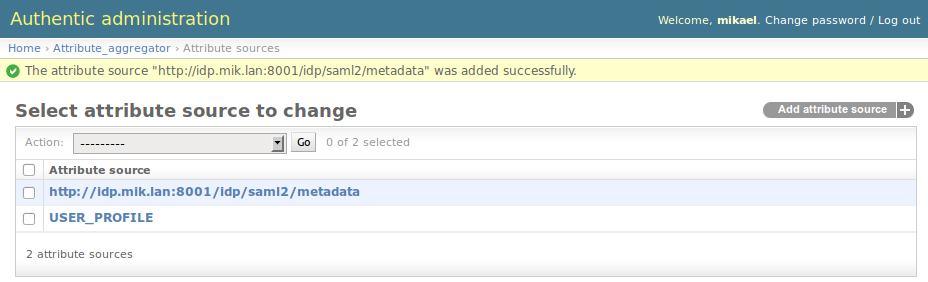 Authentic administration
Welcome, mikael. Change password / Log out
Home › Attribute_aggregator › Attribute sources
The attribute source "http://idp.mik.lan:8001/idp/saml2/metadata" was added successfully.
Select attribute source to change
Add attribute source +
Action: --------- Go 0 of 2 selected
Attribute source
http://idp.mik.lan:8001/idp/saml2/metadata
USER_PROFILE
2 attribute sources